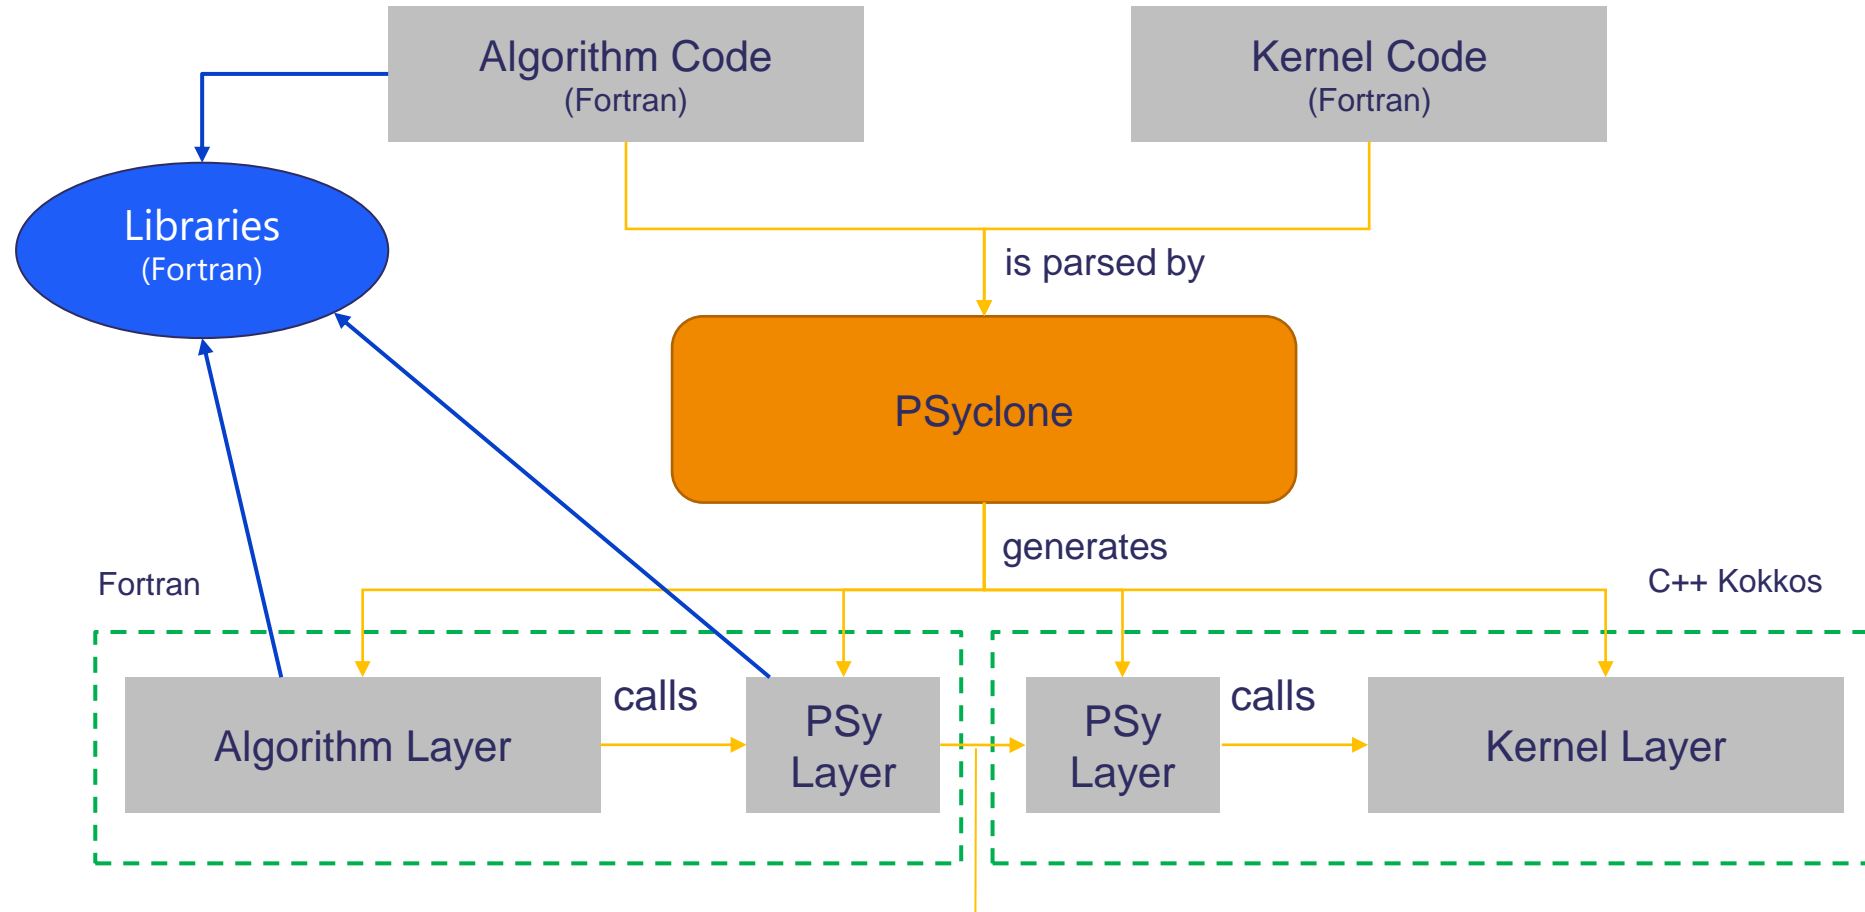 Algorithm Code
(Fortran)
Kernel Code
(Fortran)
Libraries
(Fortran)
is parsed by
PSyclone
generates
Fortran
C++ Kokkos
Algorithm Layer
calls
PSy
Layer
PSy
Layer
calls
Kernel Layer